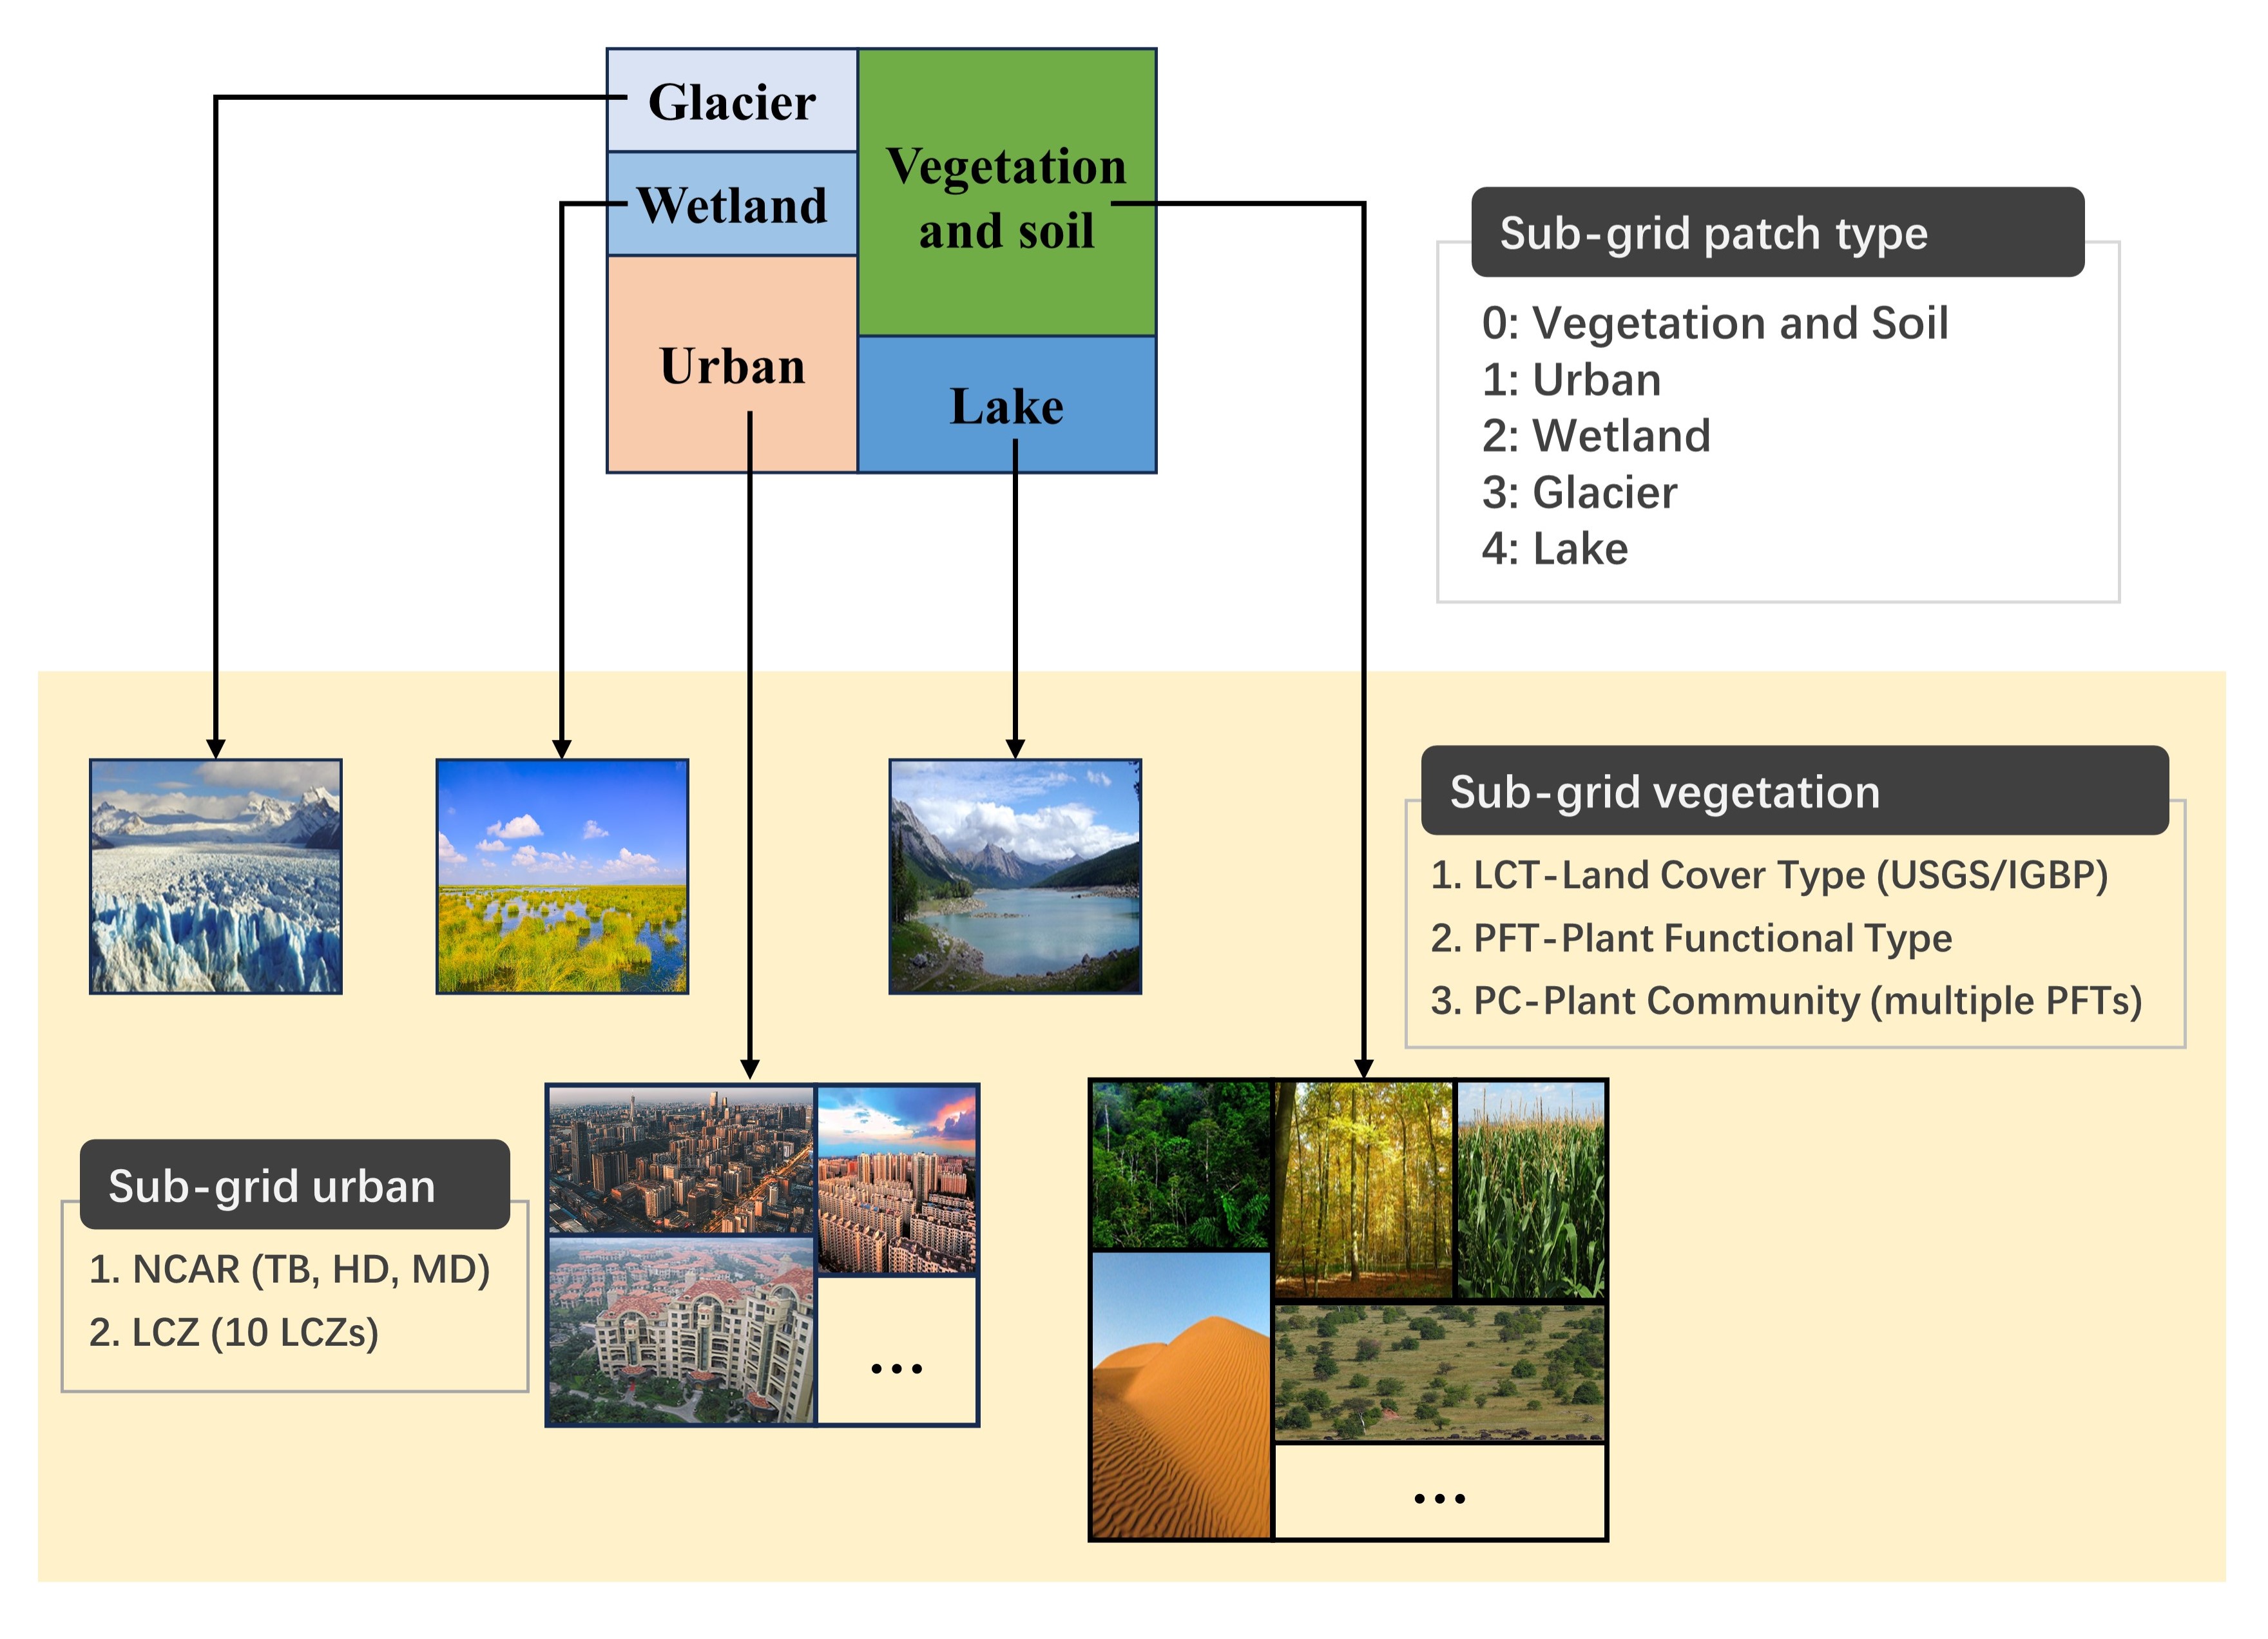 Glacier
Wetland
Urban
Vegetation
and soil
Lake
Sub-grid patch type
0: Vegetation and Soil
1: Urban
2: Wetland
3: Glacier
4: Lake
Sub-grid vegetation
1. LCT-Land Cover Type (USGS/IGBP)
2. PFT-Plant Functional Type
3. PC-Plant Community (multiple PFTs)
Sub-grid urban
1. NCAR (TB, HD, MD)
2. LCZ (10 LCZs)
...
...